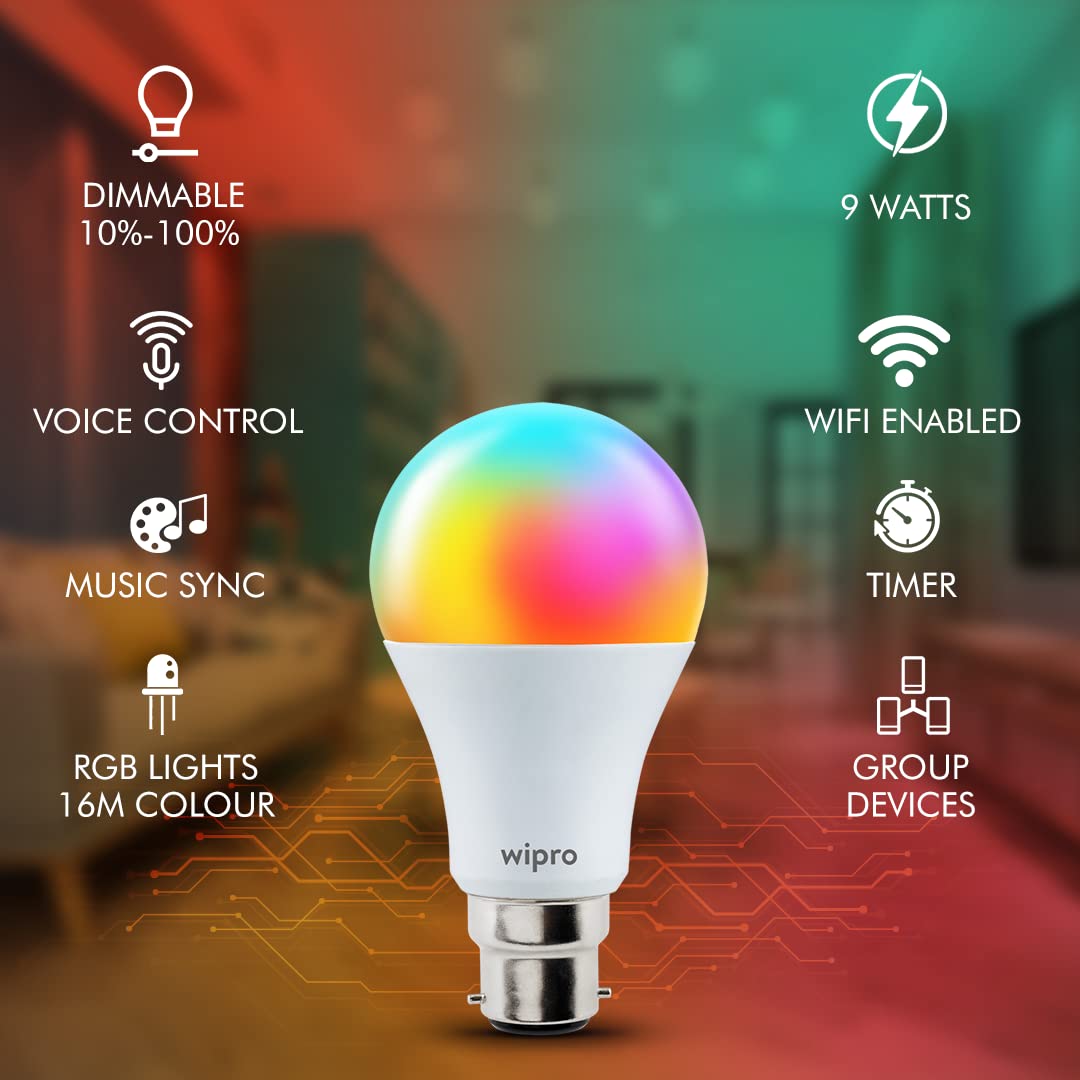 DIMMABLE
10%-100%
9 WATTS
VOICE CONTROL
WIFI ENABLED
MUSIC SYNC
TIMER
RGB LIGHTS
16M COLOUR
GROUP
DEVICES
wipro